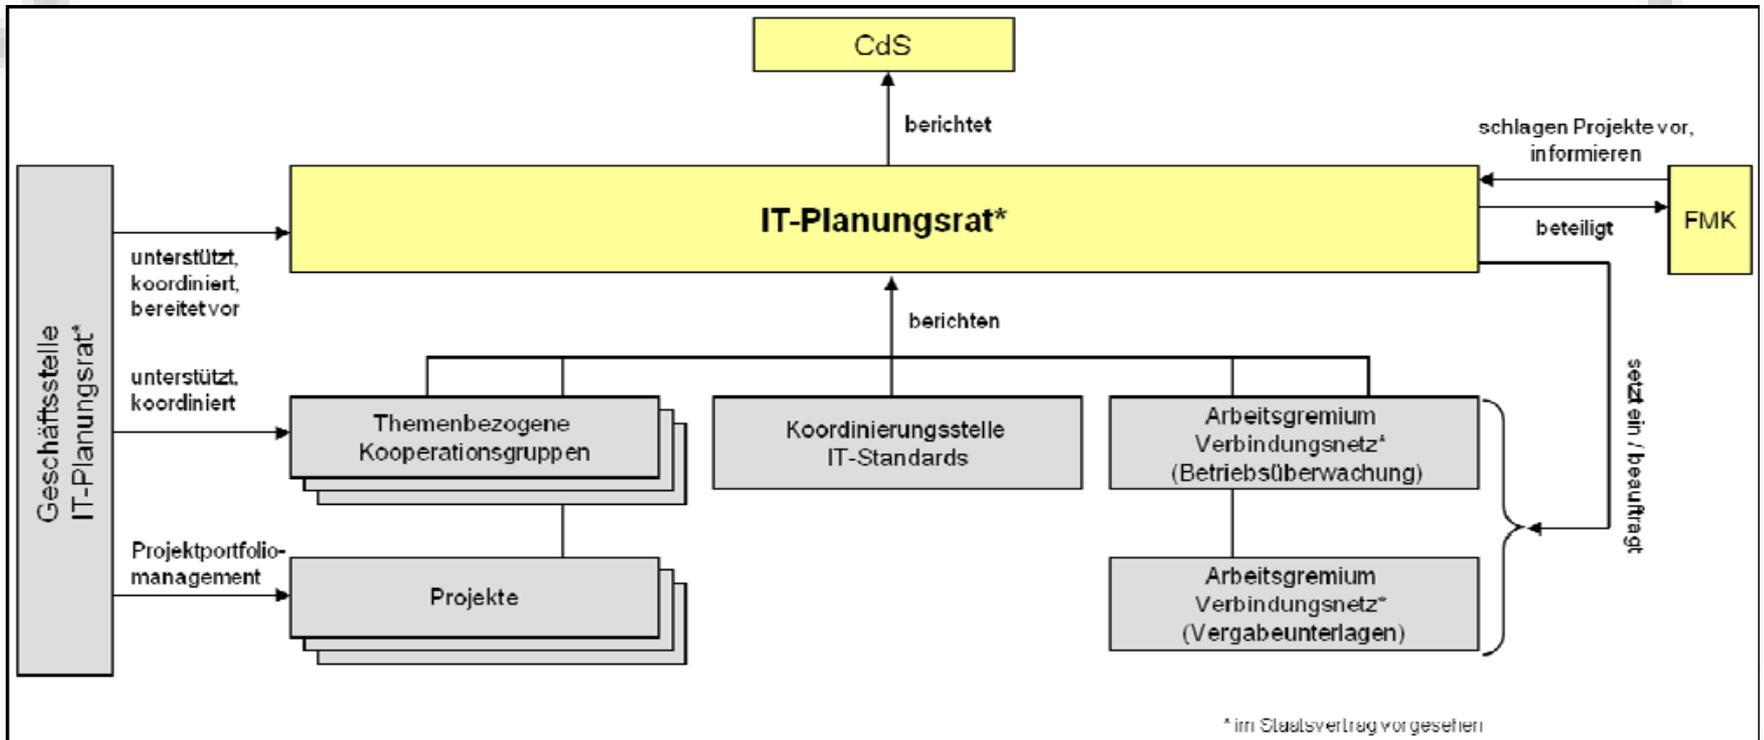 CdS
berichtet
schlagen Projekte vor,
informieren
IT-Planungsrat*
FMK
beteiligt
unterstützt,
koordiniert,
bereitet vor
Geschäftsstelle
IT-Planungsrat*
berichten
unterstützt,
koordiniert
setzt ein / beauftragt
Themenbezogene
Kooperationsgruppen
Koordinierungsstelle
IT-Standards
Arbeitsgremium
Verbindungsnetz*
(Betriebsüberwachung)
Projektportfolio-
management
Projekte
Arbeitsgremium
Verbindungsnetz*
(Vergabeunterlagen)
* im Staatsvertrag vorgesehen